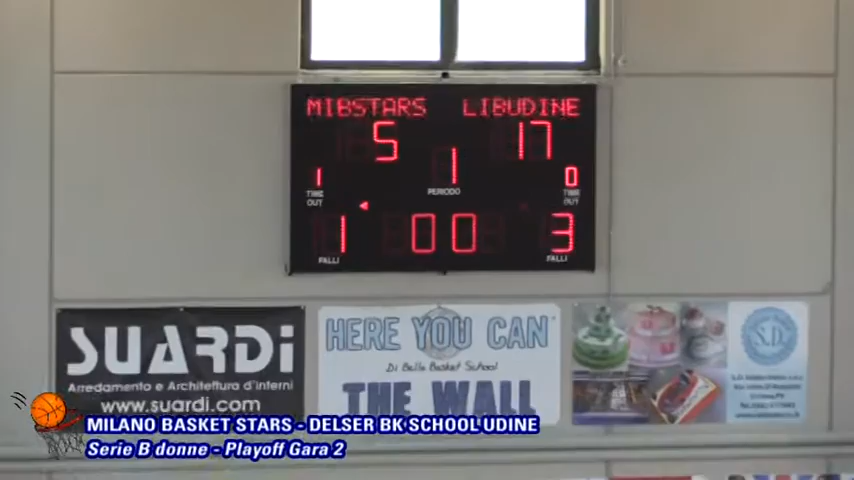 MIBSTARS LIBUDINE
5 17
1 1 0
TIME OUT PERIODO TIME OUT
1 00 3
FALLI FALLI
SUARDi
Arredamento e Architettura d'interni
www.suardi.com
HERE YOU CAN
Di Bello Basket School
THE WALL
S.D.
MILANO BASKET STARS - DELSER BK SCHOOL UDINE
Serie B donne - Playoff Gara 2